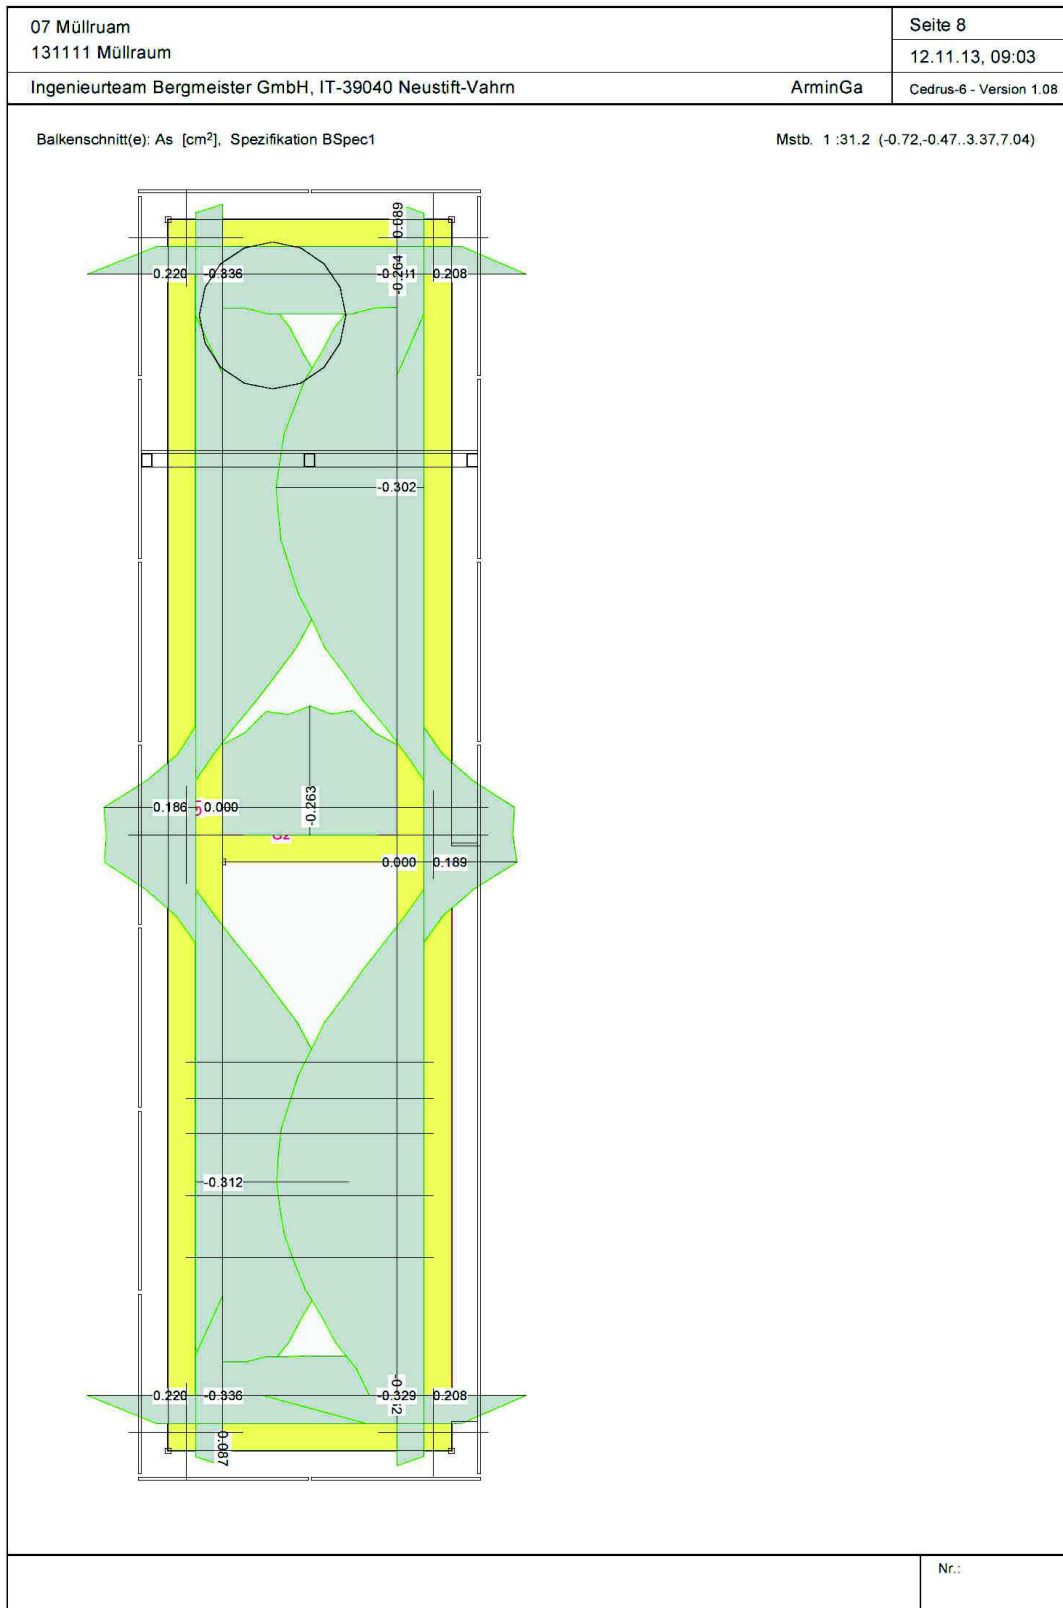 07 Müllruam
131111 Müllraum
Seite 8
12.11.13, 09:03
Ingenieurteam Bergmeister GmbH, IT-39040 Neustift-Vahrn
ArminGa
Cedrus-6 - Version 1.08
Balkenschnitt(e): As [cm²], Spezifikation BSpec1
Mstb. 1 :31.2 (-0.72,-0.47..3.37,7.04)
0.089
-0.264
0.220
-0.336
0.208
-0.302
0.186
0.000
-0.263
0.000
0.189
-0.312
0.220
-0.336
-0.329
0.208
0.087
Nr.: